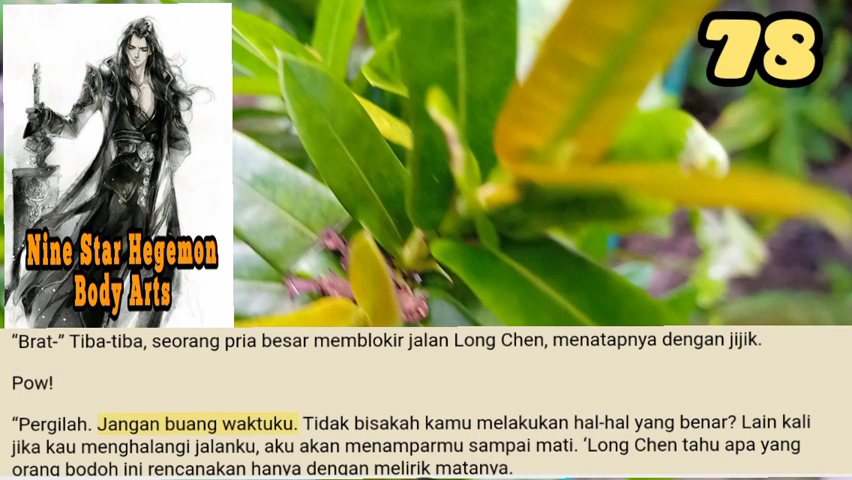 78
Nine Star Hegemon
Body Arts
“Brat-” Tiba-tiba, seorang pria besar memblokir jalan Long Chen, menatapnya dengan jijik.
Pow!
“Pergilah. Jangan buang waktuku. Tidak bisakah kamu melakukan hal-hal yang benar? Lain kali
jika kau menghalangi jalanku, aku akan menamparmu sampai mati. ‘Long Chen tahu apa yang
orang bodoh ini rencanakan hanya dengan melirik matanya.